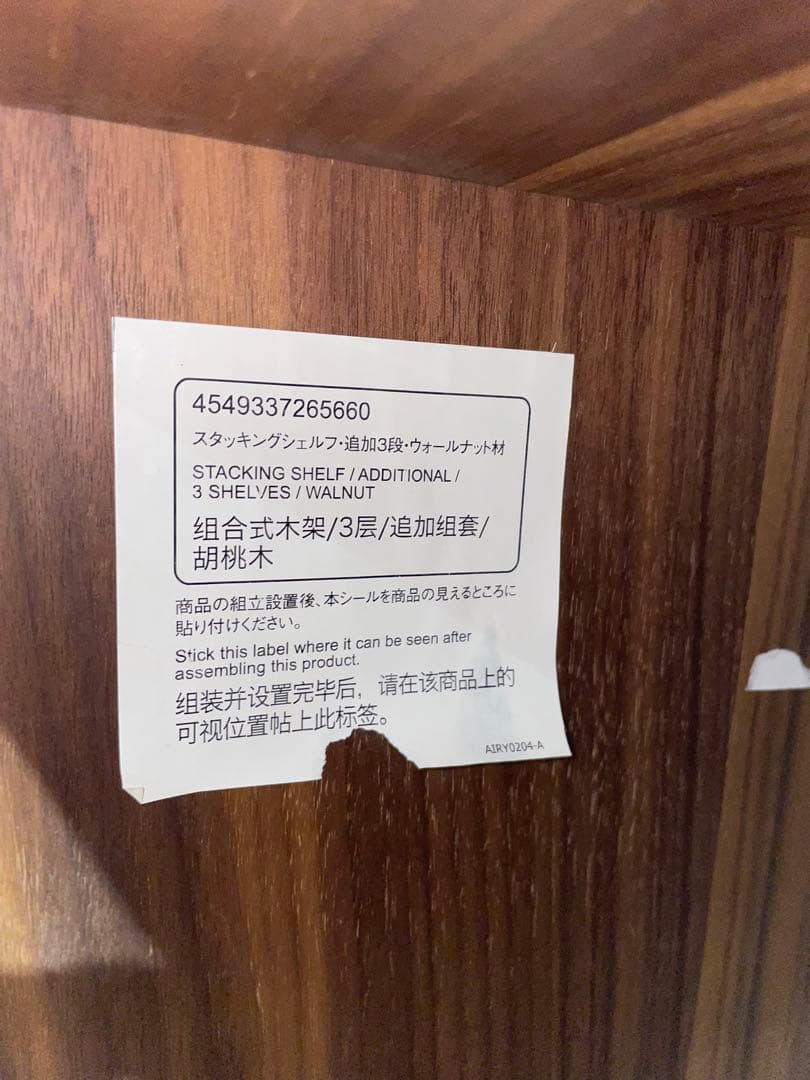 4549337265660
スタッキングシェルフ・追加3段・ウォールナット材
STACKING SHELF / ADDITIONAL /
3 SHELVES / WALNUT
组合式木架/3层/追加组套/
胡桃木
商品の組立設置後、本シールを商品の見えるところに
貼り付けください。
Stick this label where it can be seen after
assembling this product.
组装并设置完毕后，请在该商品上的
可视位置帖上此标签。
AIRY0204-A